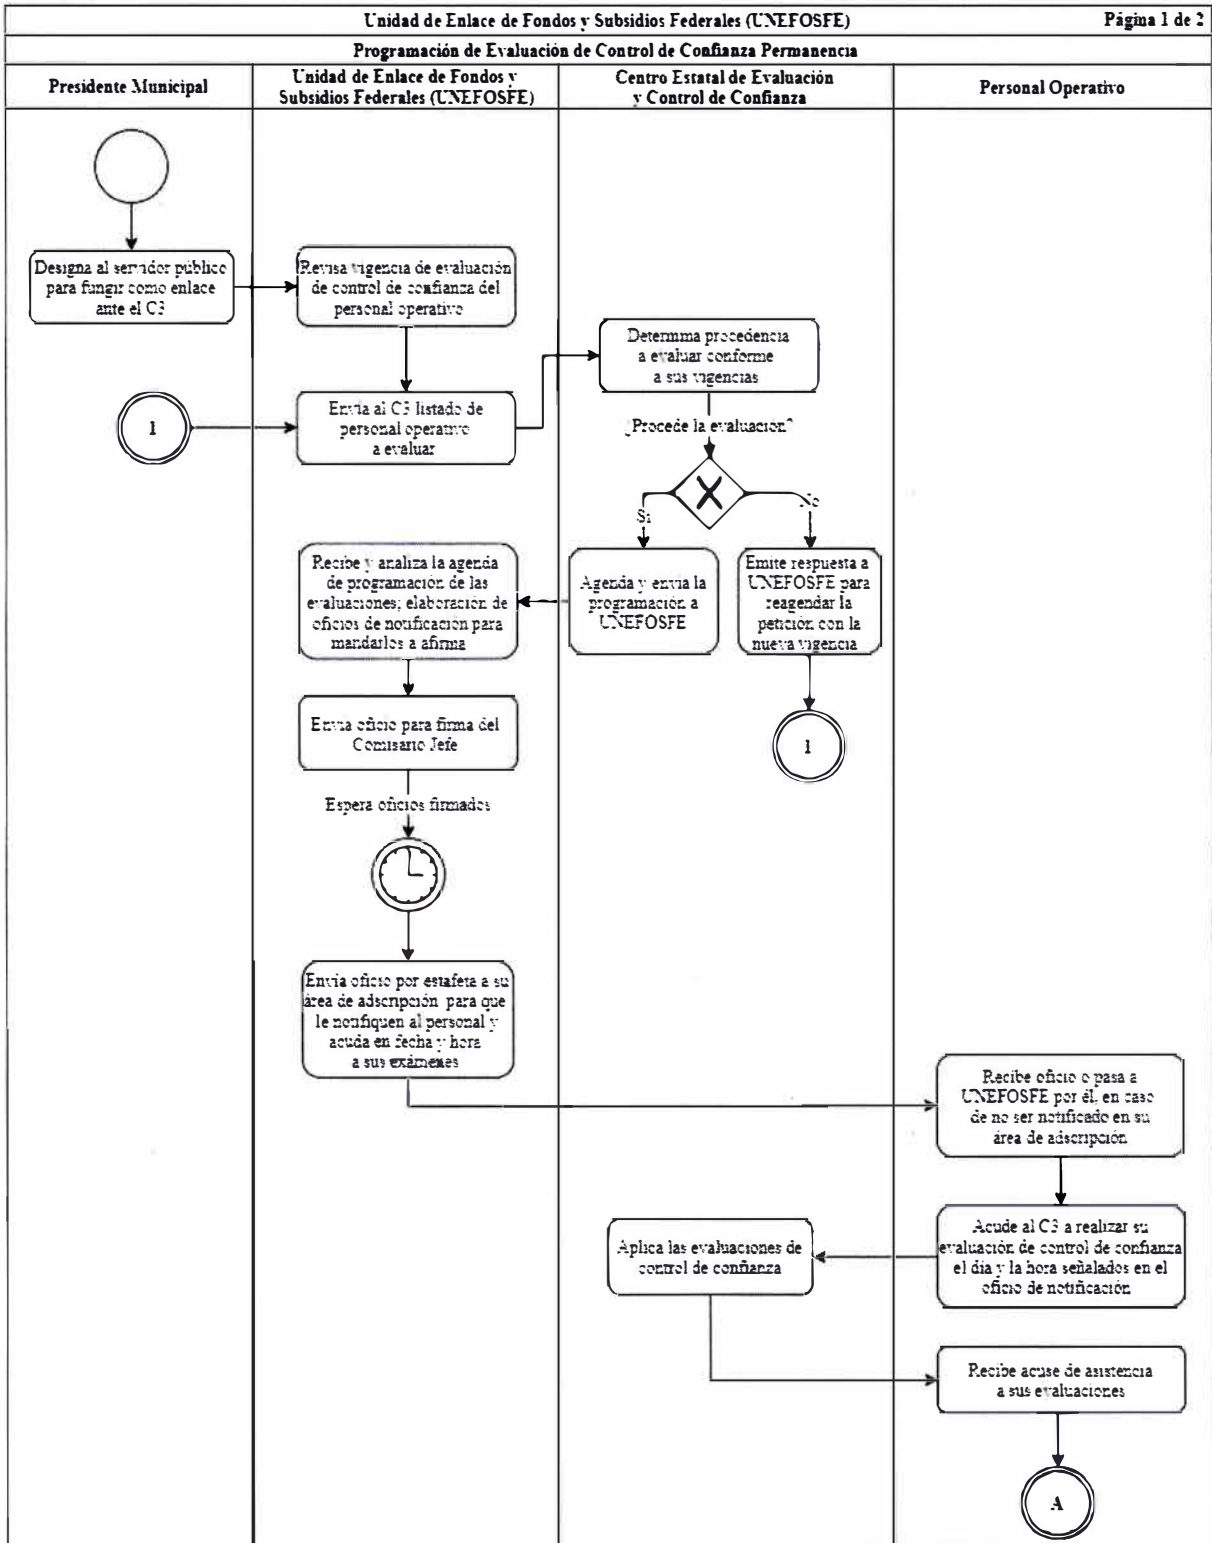 Unidad de Enlace de Fondos y Subsidios Federales (UNEFOSFE)
Página 1 de 2
Programación de Evaluación de Control de Confianza Permanencia
Presidente Municipal
Unidad de Enlace de Fondos y
Subsidios Federales (UNEFOSFE)
Centro Estatal de Evaluación
y Control de Confianza
Personal Operativo
Designa al servidor público
para fungir como enlace
ante el C3
Revisa vigencia de evaluación
de control de confianza del
personal operativo
Determina procedencia
a evaluar conforme
a sus vigencias
1
Envía al C3 listado de
personal operativo
a evaluar
¿Procede la evaluación?
Si
No
Recibe y analiza la agenda
de programación de las
evaluaciones; elaboración de
oficios de notificación para
mandarlos a afirma
Agenda y envía la
programación a
UNEFOSFE
Emite respuesta a
UNEFOSFE para
reagendar la
petición con la
nueva vigencia
Envia oficio para firma del
Comisario Jefe
1
Espera oficios firmados
Envía oficio por estafeta a su
área de adscripción para que
le notifiquen al personal y
acuda en fecha y hora
a sus exámenes
Recibe oficio o pasa a
UNEFOSFE por él, en caso
de no ser notificado en su
área de adscripción
Acude al C3 a realizar su
evaluación de control de confianza
el día y la hora señalados en el
oficio de notificación
Aplica las evaluaciones de
control de confianza
Recibe acuse de asistencia
a sus evaluaciones
A